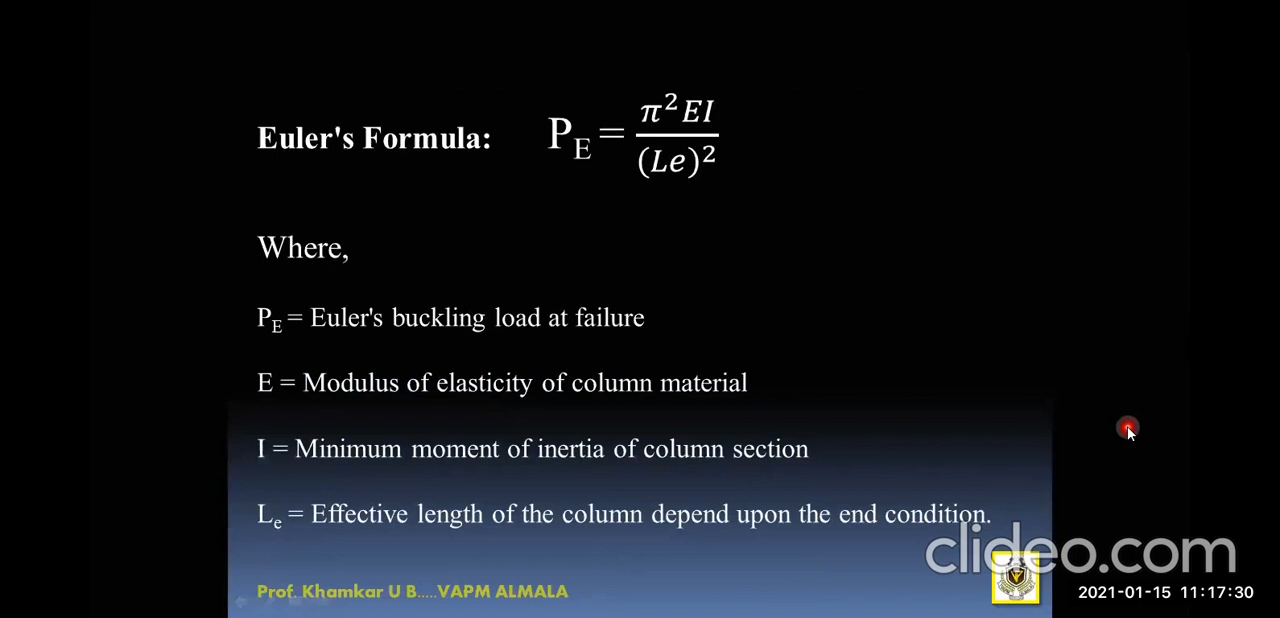 Euler's Formula: P_E = π² EI / (Le)²
Where,
P_E = Euler's buckling load at failure
E = Modulus of elasticity of column material
I = Minimum moment of inertia of column section
L_e = Effective length of the column depend upon the end condition.
clideo.com
Prof. Khamkar U B.....VAPM ALMALA
2021-01-15 11:17:30